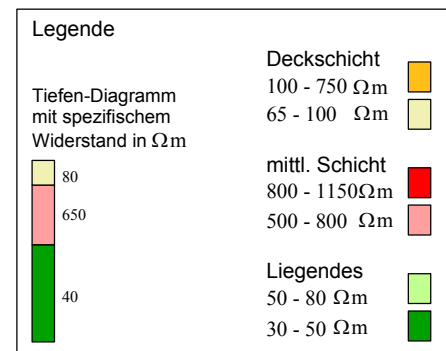 Legende
Tiefen-Diagramm
mit spezifischem
Widerstand in Ωm
80
650
40
Deckschicht
100 - 750 Ωm
65 - 100 Ωm
mittl. Schicht
800 - 1150Ωm
500 - 800 Ωm
Liegendes
50 - 80 Ωm
30 - 50 Ωm